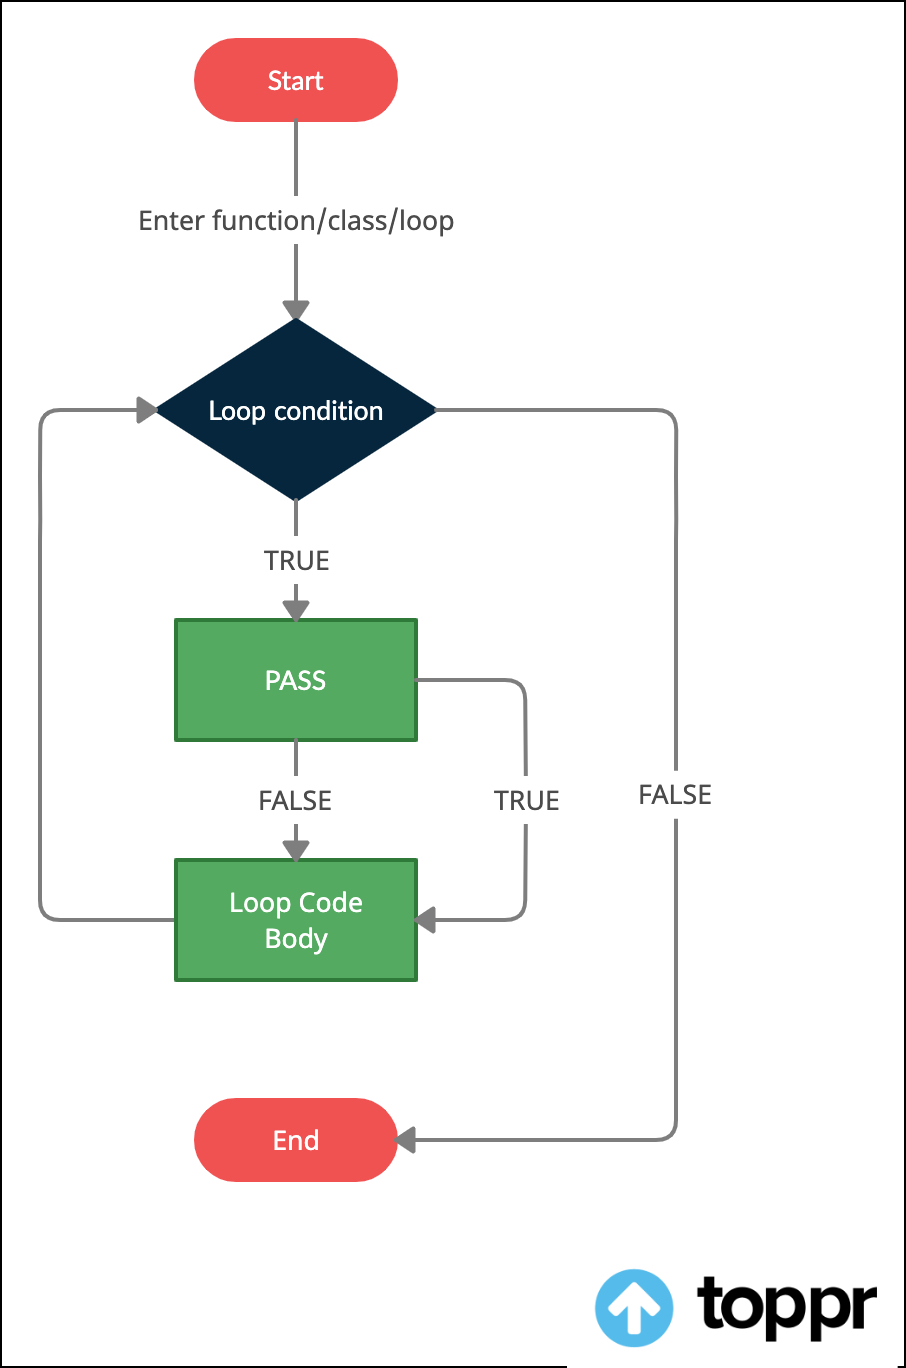 Start
Enter function/class/loop
Loop condition
TRUE
PASS
FALSE
TRUE
FALSE
Loop Code
Body
End
toppr